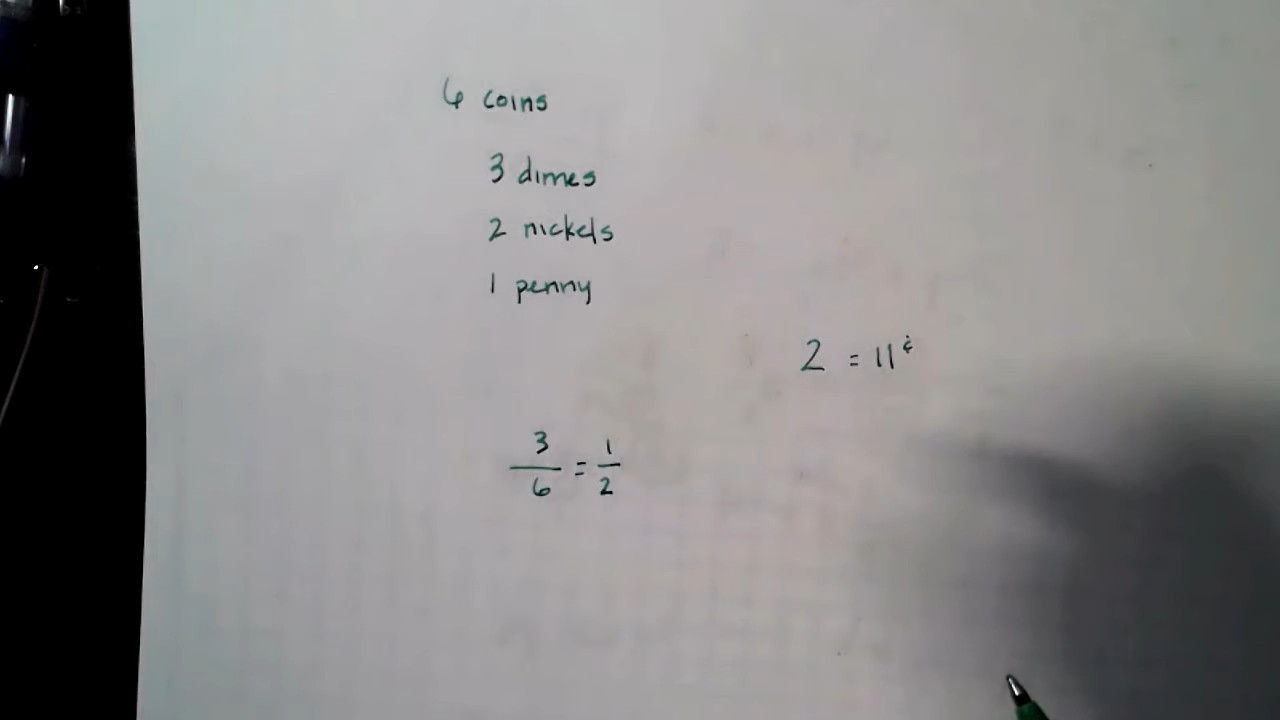 6 coins
3 dimes
2 nickels
1 penny
2 = 11¢
3/6 = 1/2